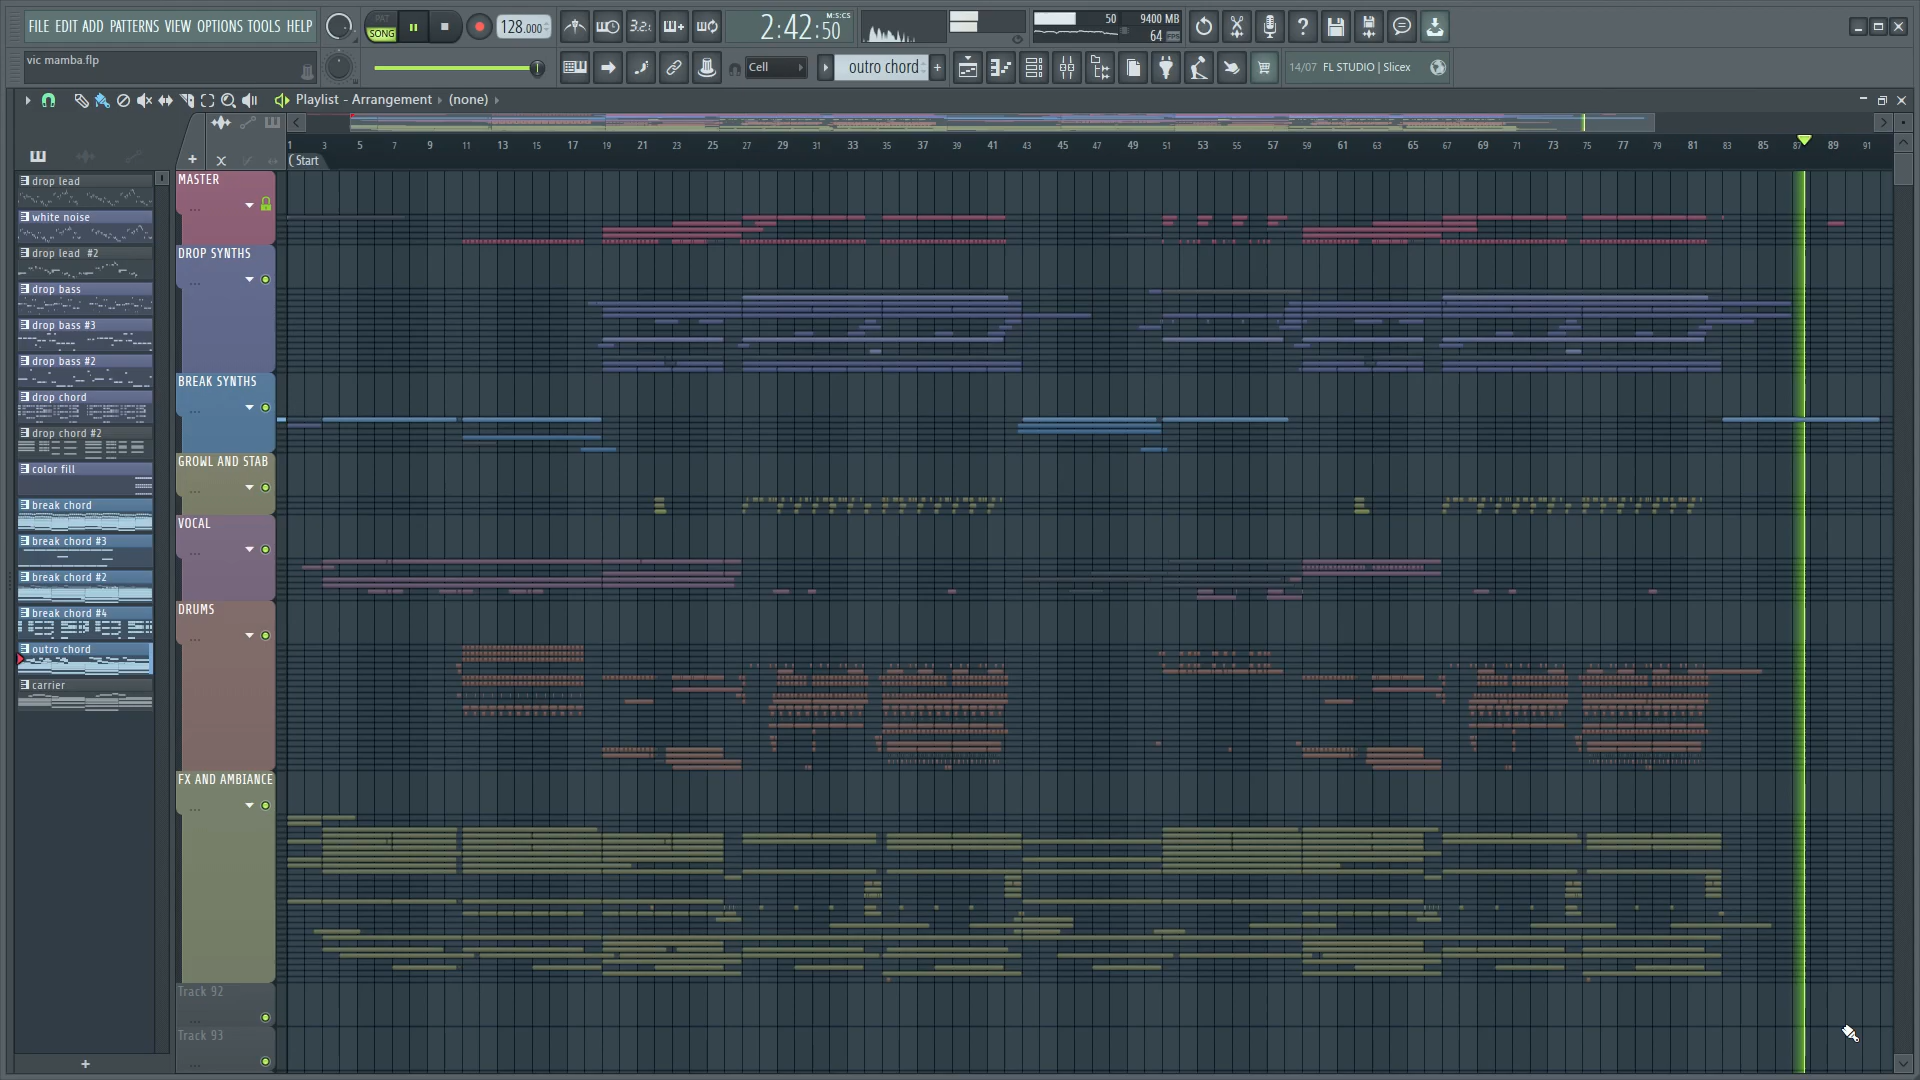 FILE EDIT ADD PATTERNS VIEW OPTIONS TOOLS HELP
PAT
SONG
128.000
3.2.
2:42:50
M:S:CS
50
9400 MB
64
vic mamba.flp
Cell
outro chord
14/07 FL STUDIO | Slicex
Playlist - Arrangement
(none)
1 3 5 7 9 11 13 15 17 19 21 23 25 27 29 31 33 35 37 39 41 43 45 47 49 51 53 55 57 59 61 63 65 67 69 71 73 75 77 79 81 83 85 87 89 91
Start
drop lead
white noise
drop lead #2
drop bass
drop bass #3
drop bass #2
drop chord
drop chord #2
color fill
break chord
break chord #3
break chord #2
break chord #4
outro chord
carrier
MASTER
DROP SYNTHS
BREAK SYNTHS
GROWL AND STAB
VOCAL
DRUMS
FX AND AMBIANCE
Track 92
Track 93